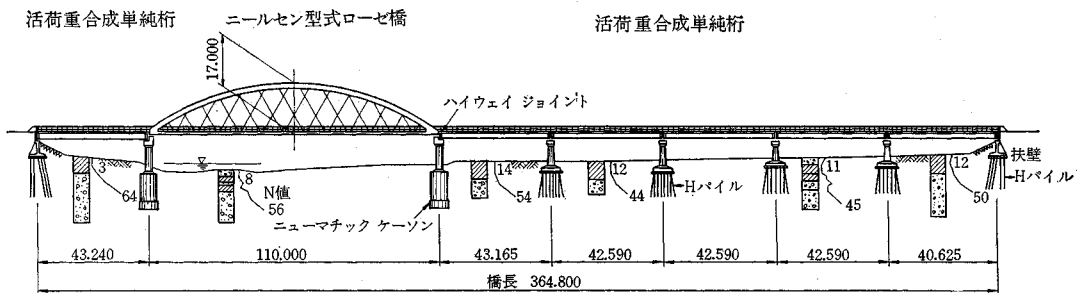 活荷重合成単純桁
ニールセン型式ローゼ橋
活荷重合成単純桁
17.000
ハイウェイ ジョイント
3
64
8
N値
56
ニューマチック ケーソン
14
54
12
44
Hパイル
11
45
12
50
扶壁
Hパイル
43.240
110.000
43.165
42.590
42.590
42.590
40.625
橋長 364.800